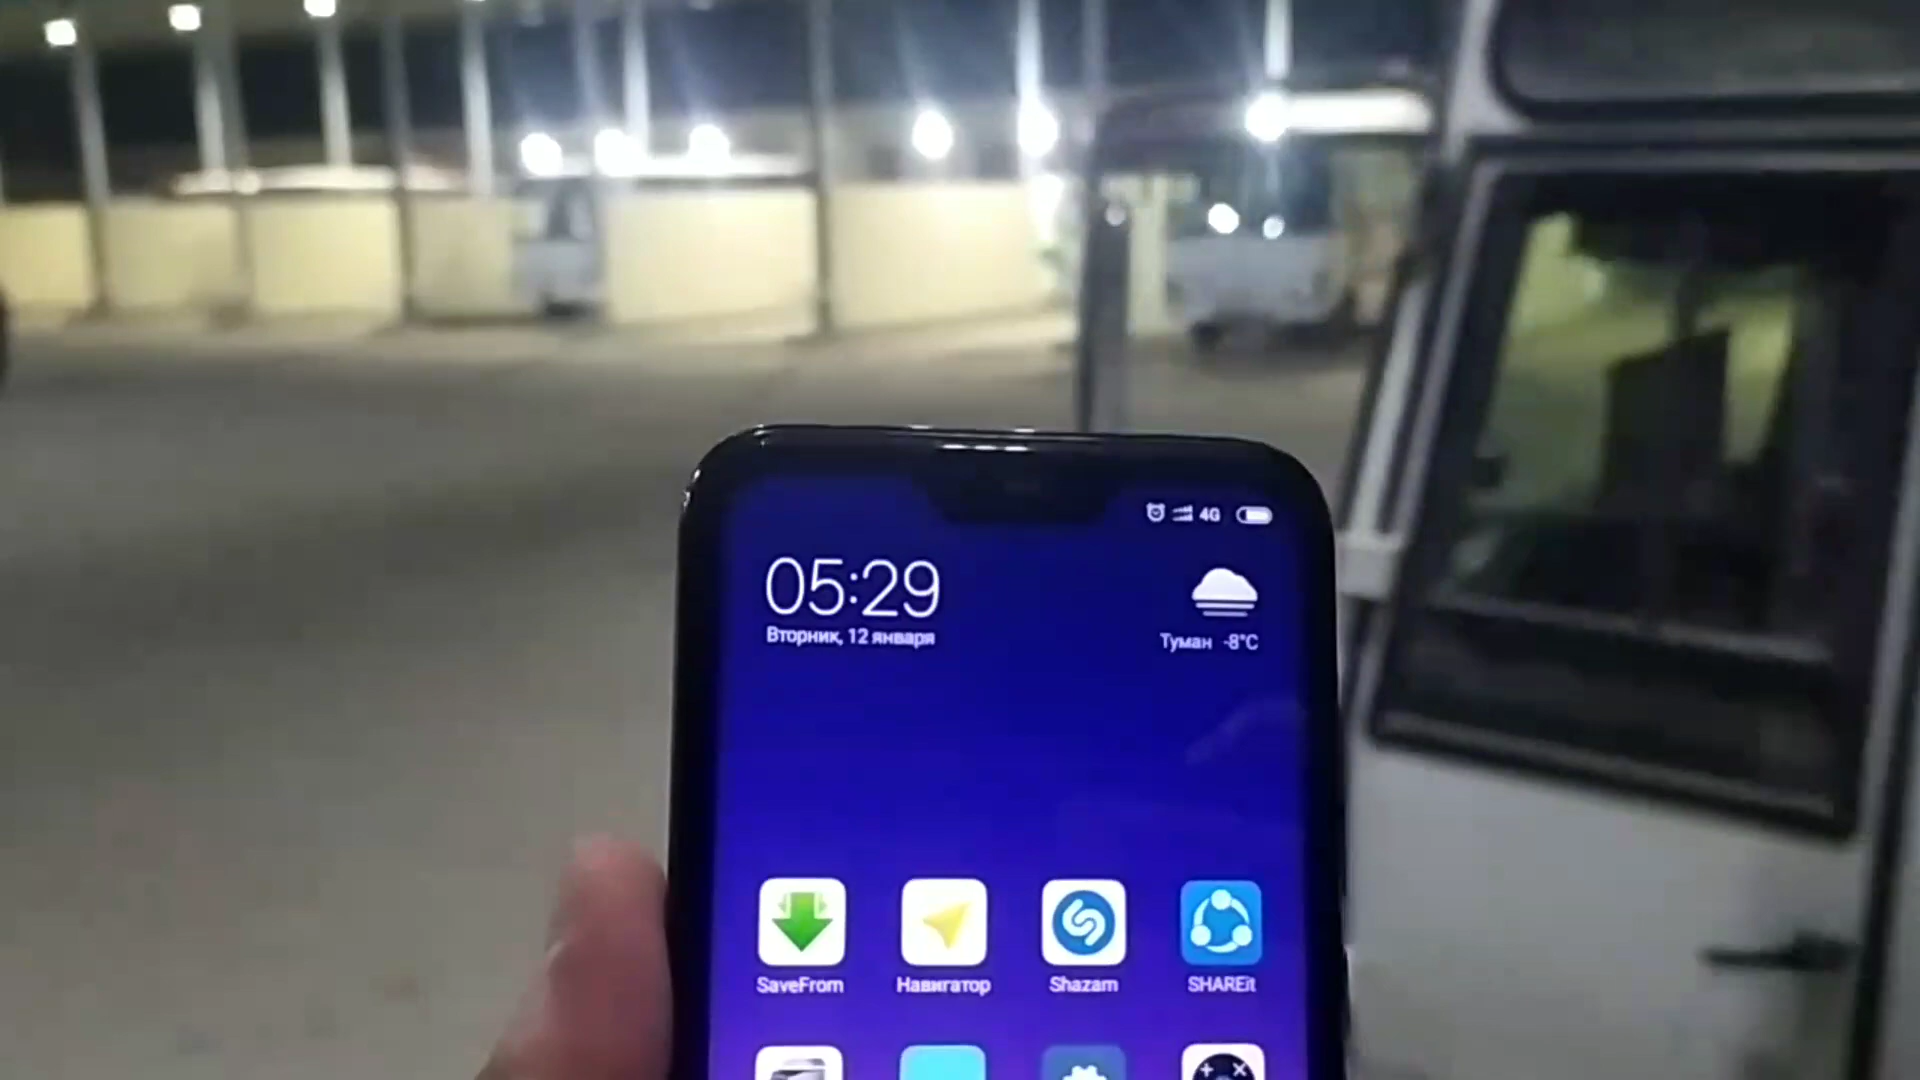 4G
05:29
Вторник, 12 января
Туман -8°C
SaveFrom
Навигатор
Shazam
SHAREit